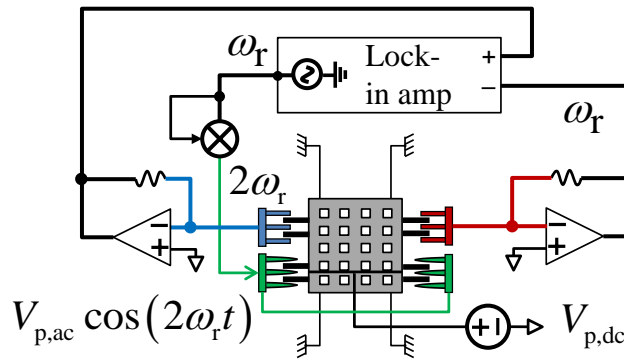 ω_r
Lock-
in amp
+
−
ω_r
2ω_r
−
+
−
+
V_p,ac cos(2ω_r t)
+ −
V_p,dc